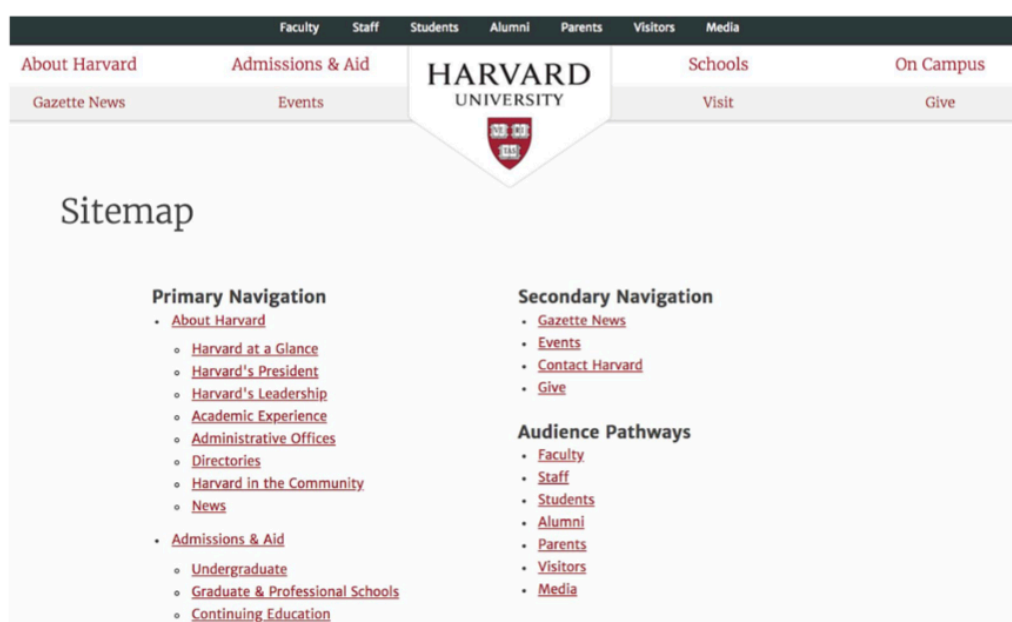 Faculty Staff Students Alumni Parents Visitors Media
About Harvard Admissions & Aid Schools On Campus
HARVARD
UNIVERSITY
Gazette News Events Visit Give
VE RI
TAS
Sitemap
Primary Navigation
• About Harvard
◦ Harvard at a Glance
◦ Harvard's President
◦ Harvard's Leadership
◦ Academic Experience
◦ Administrative Offices
◦ Directories
◦ Harvard in the Community
◦ News
• Admissions & Aid
◦ Undergraduate
◦ Graduate & Professional Schools
◦ Continuing Education
Secondary Navigation
• Gazette News
• Events
• Contact Harvard
• Give
Audience Pathways
• Faculty
• Staff
• Students
• Alumni
• Parents
• Visitors
• Media